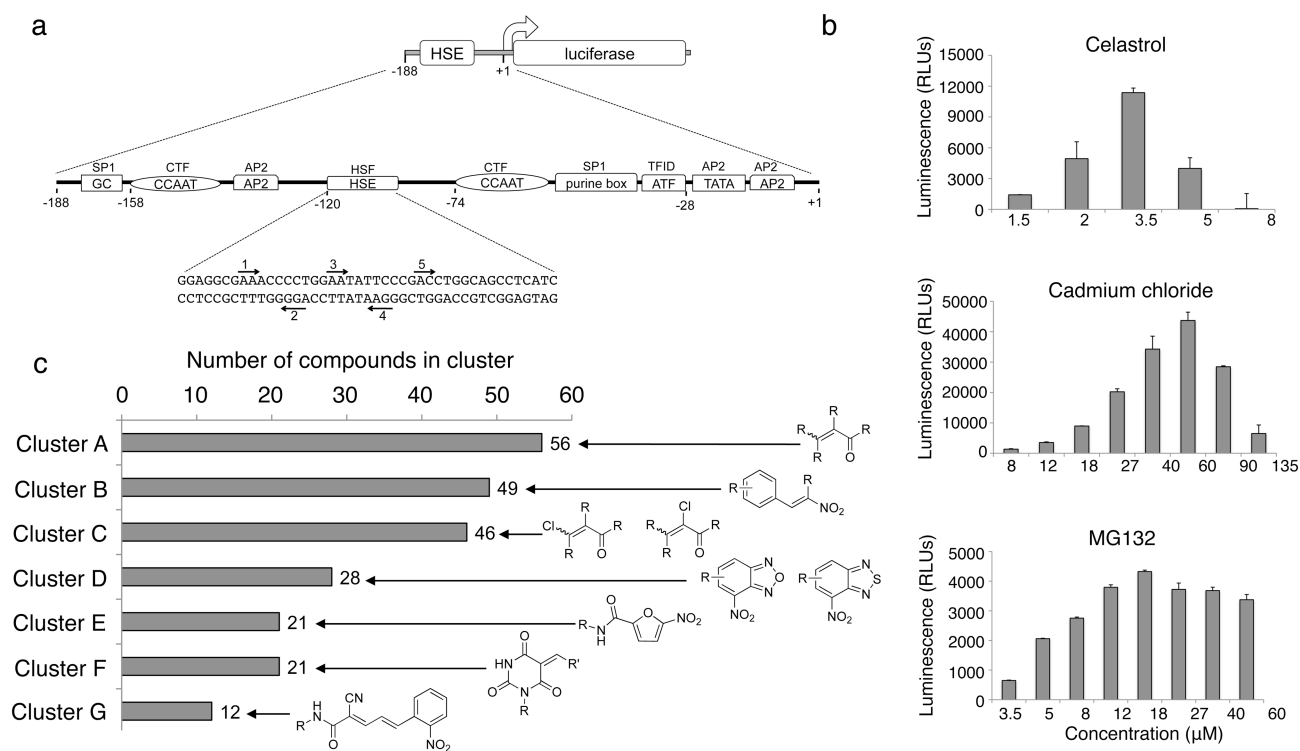 a
HSE luciferase
-188 +1
SP1 CTF AP2 HSF CTF SP1 TFID AP2 AP2
GC CCAAT AP2 HSE CCAAT purine box ATF TATA AP2
-188 -158 -120 -74 -28 +1
1 3 5
GGAGGCGAAACCCCTGGAATATTCCCGACCTGGCAGCCTCATC
CCTCCGCTTTGGGGACCTTATAAGGGCTGGACCGTCGGAGTAG
2 4
b
Celastrol
Luminescence (RLUs)
15000
12000
9000
6000
3000
0
1.5 2 3.5 5 8
Cadmium chloride
Luminescence (RLUs)
50000
40000
30000
20000
10000
0
8 12 18 27 40 60 90 135
MG132
Luminescence (RLUs)
5000
4000
3000
2000
1000
0
3.5 5 8 12 18 27 40 60
Concentration (µM)
c
Number of compounds in cluster
0 10 20 30 40 50 60
Cluster A 56 R R R R O
Cluster B 49 R R NO₂
Cluster C 46 Cl R R R O R Cl R R O
Cluster D 28 R N O N NO₂ R N S N NO₂
Cluster E 21 R N H O O NO₂
Cluster F 21 O HN R' O N O R
Cluster G 12 R H N O CN NO₂